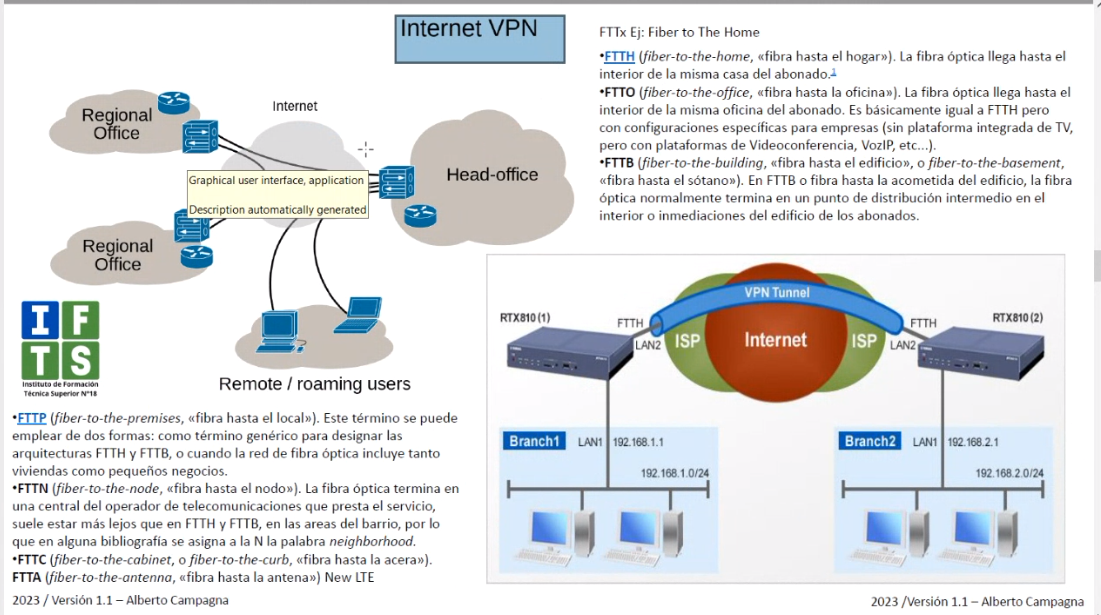 Internet VPN
Internet
Regional
Office
Head-office
Graphical user interface, application
Description automatically generated
Regional
Office
Remote / roaming users
IF
TS
Instituto de Formación
Técnica Superior N°18
•FTTP (fiber-to-the-premises, «fibra hasta el local»). Este término se puede
emplear de dos formas: como término genérico para designar las
arquitecturas FTTH y FTTB, o cuando la red de fibra óptica incluye tanto
viviendas como pequeños negocios.
•FTTN (fiber-to-the-node, «fibra hasta el nodo»). La fibra óptica termina en
una central del operador de telecomunicaciones que presta el servicio,
suele estar más lejos que en FTTH y FTTB, en las areas del barrio, por lo
que en alguna bibliografía se asigna a la N la palabra neighborhood.
•FTTC (fiber-to-the-cabinet, o fiber-to-the-curb, «fibra hasta la acera»).
FTTA (fiber-to-the-antenna, «fibra hasta la antena») New LTE
2023 / Versión 1.1 – Alberto Campagna
FTTx Ej: Fiber to The Home
•FTTH (fiber-to-the-home, «fibra hasta el hogar»). La fibra óptica llega hasta el
interior de la misma casa del abonado.1
•FTTO (fiber-to-the-office, «fibra hasta la oficina»). La fibra óptica llega hasta el
interior de la misma oficina del abonado. Es básicamente igual a FTTH pero
con configuraciones específicas para empresas (sin plataforma integrada de TV,
pero con plataformas de Videoconferencia, VozIP, etc...).
•FTTB (fiber-to-the-building, «fibra hasta el edificio», o fiber-to-the-basement,
«fibra hasta el sótano»). En FTTB o fibra hasta la acometida del edificio, la fibra
óptica normalmente termina en un punto de distribución intermedio en el
interior o inmediaciones del edificio de los abonados.
VPN Tunnel
RTX810 (1)
FTTH
LAN2
ISP
Internet
ISP
FTTH
LAN2
RTX810 (2)
Branch1 LAN1 192.168.1.1
192.168.1.0/24
Branch2 LAN1 192.168.2.1
192.168.2.0/24
2023 /Versión 1.1 – Alberto Campagna